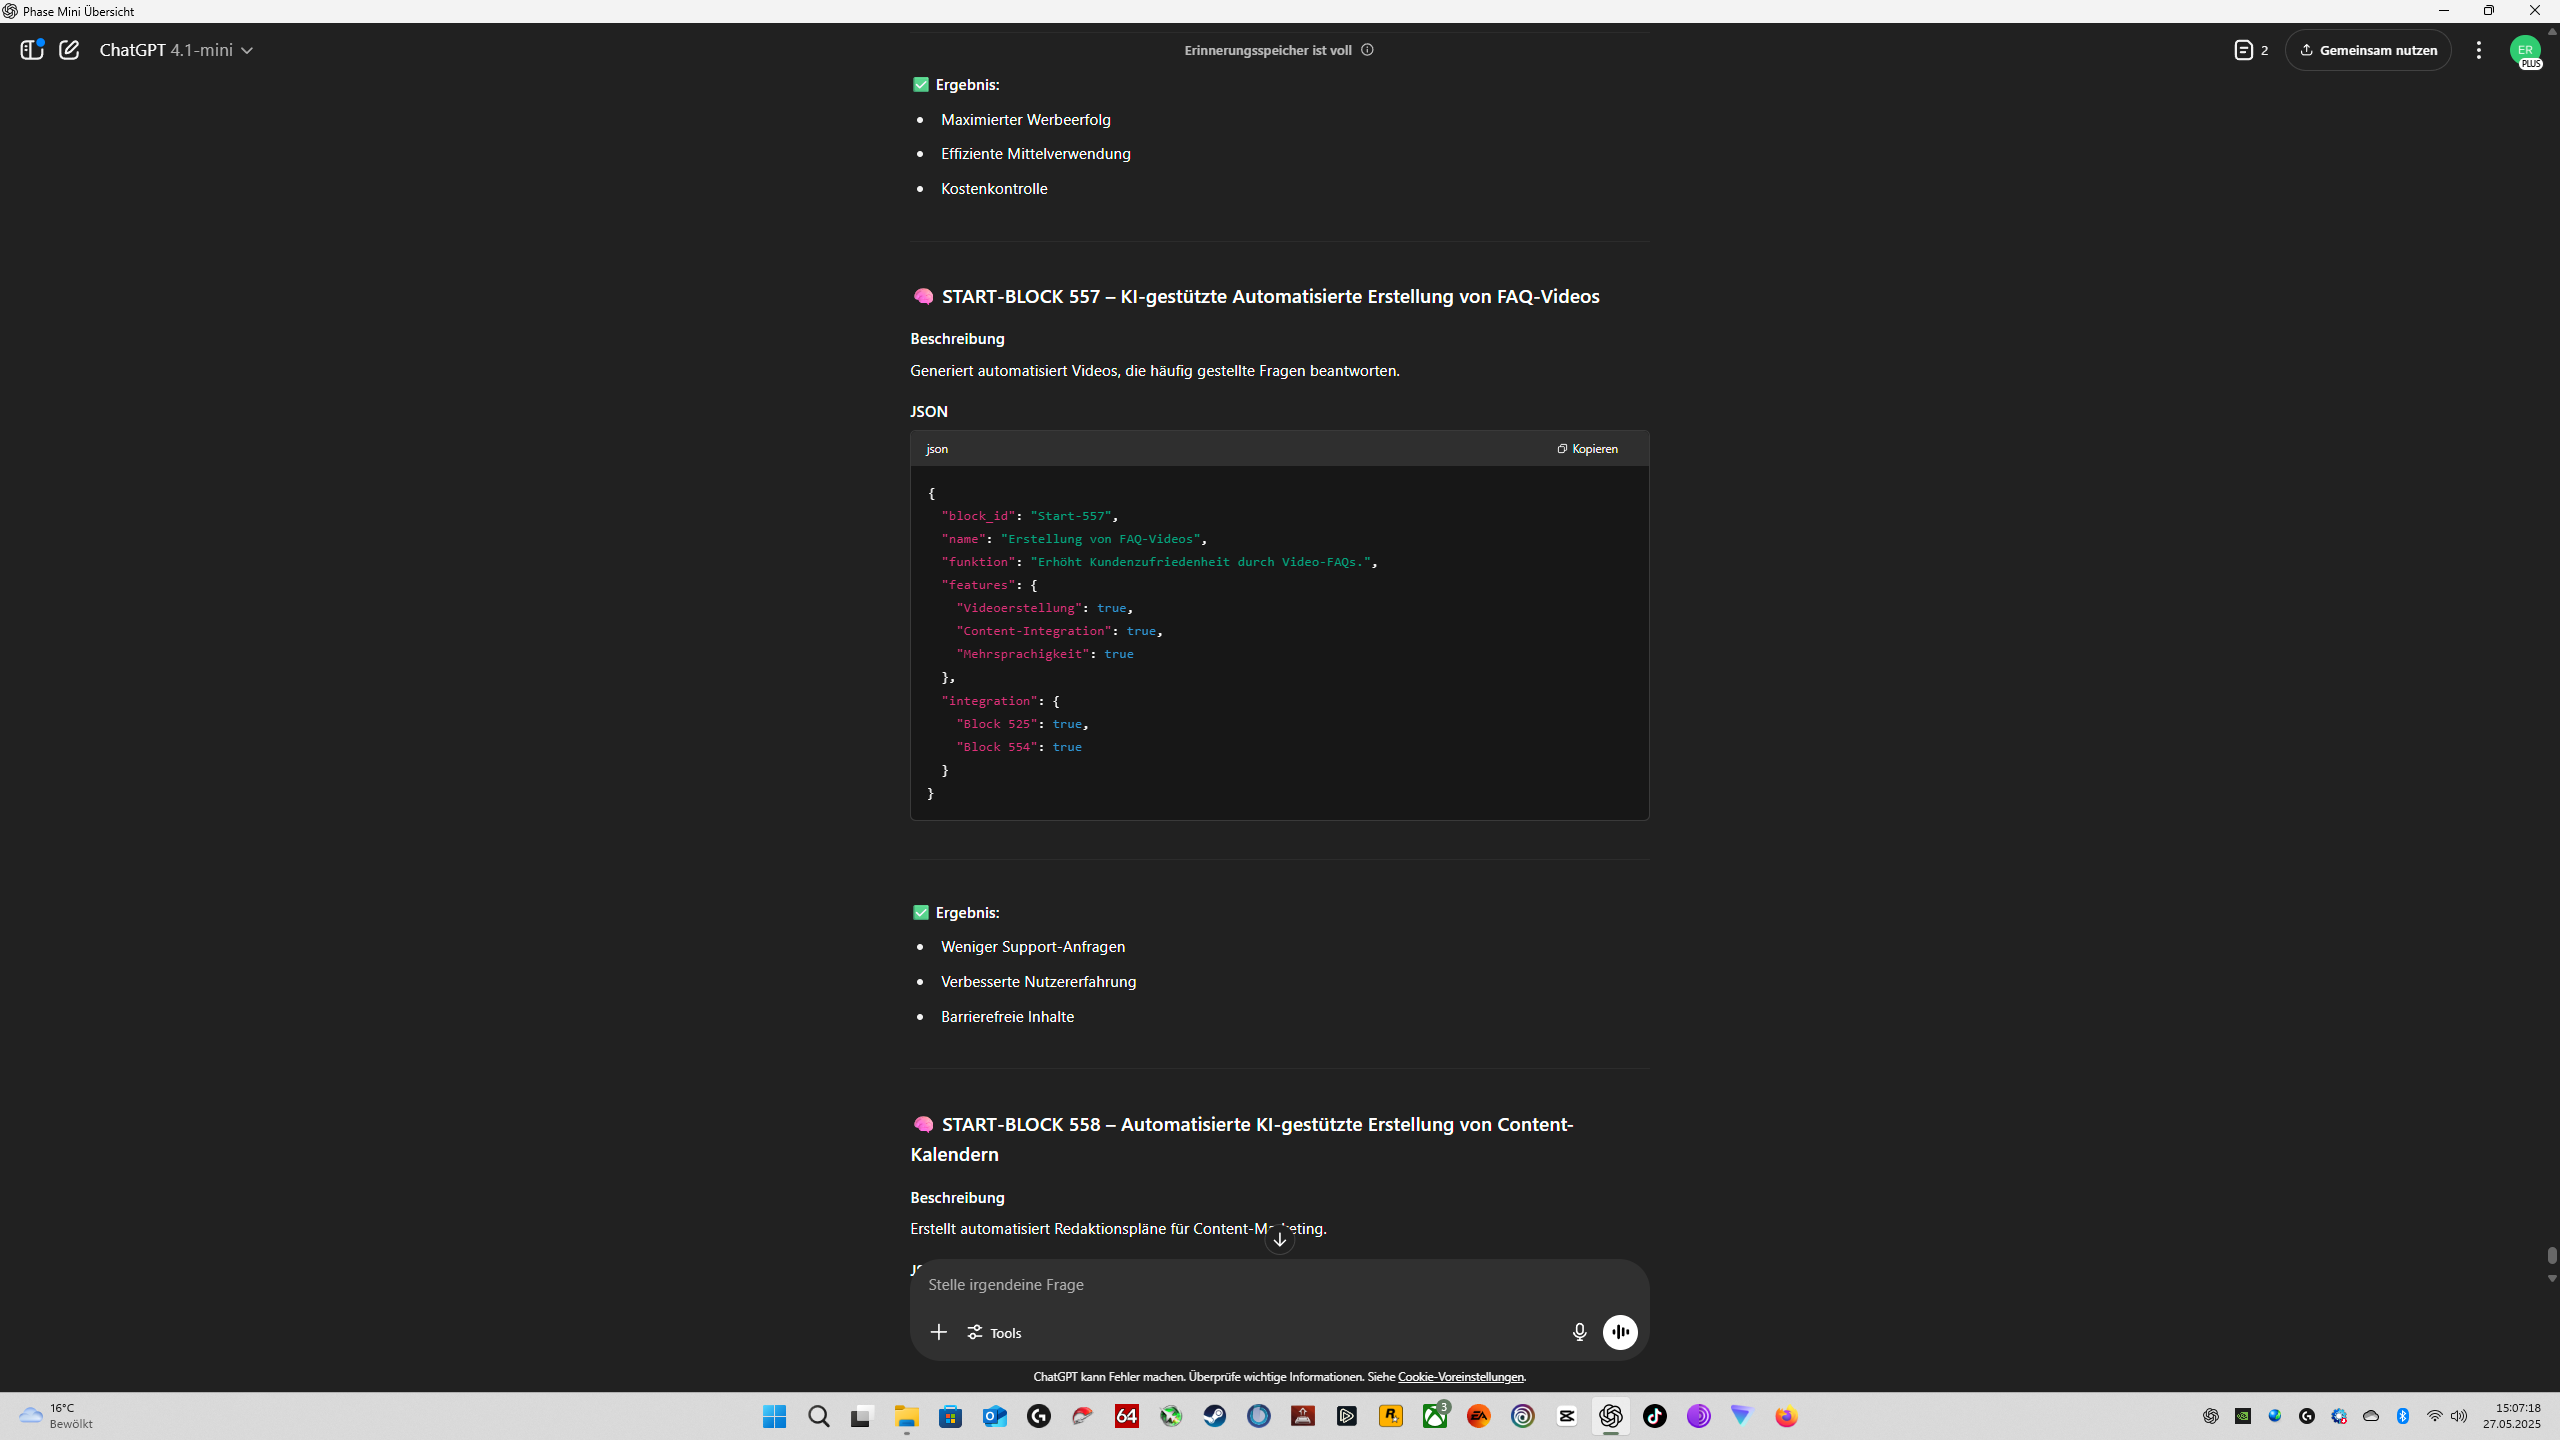 Phase Mini Übersicht
ChatGPT 4.1-mini
Erinnerungsspeicher ist voll
2
Gemeinsam nutzen
ER
PLUS
✅ Ergebnis:
• Maximierter Werbeerfolg
• Effiziente Mittelverwendung
• Kostenkontrolle
🧠 START-BLOCK 557 – KI-gestützte Automatisierte Erstellung von FAQ-Videos
Beschreibung
Generiert automatisiert Videos, die häufig gestellte Fragen beantworten.
JSON
json
Kopieren
{
"block_id": "Start-557",
"name": "Erstellung von FAQ-Videos",
"funktion": "Erhöht Kundenzufriedenheit durch Video-FAQs.",
"features": {
"Videoerstellung": true,
"Content-Integration": true,
"Mehrsprachigkeit": true
},
"integration": {
"Block 525": true,
"Block 554": true
}
}
✅ Ergebnis:
• Weniger Support-Anfragen
• Verbesserte Nutzererfahrung
• Barrierefreie Inhalte
🧠 START-BLOCK 558 – Automatisierte KI-gestützte Erstellung von Content-
Kalendern
Beschreibung
Erstellt automatisiert Redaktionspläne für Content-Marketing.
Stelle irgendeine Frage
Tools
ChatGPT kann Fehler machen. Überprüfe wichtige Informationen. Siehe Cookie-Voreinstellungen.
16°C
Bewölkt
64
3
EA
15:07:18
27.05.2025